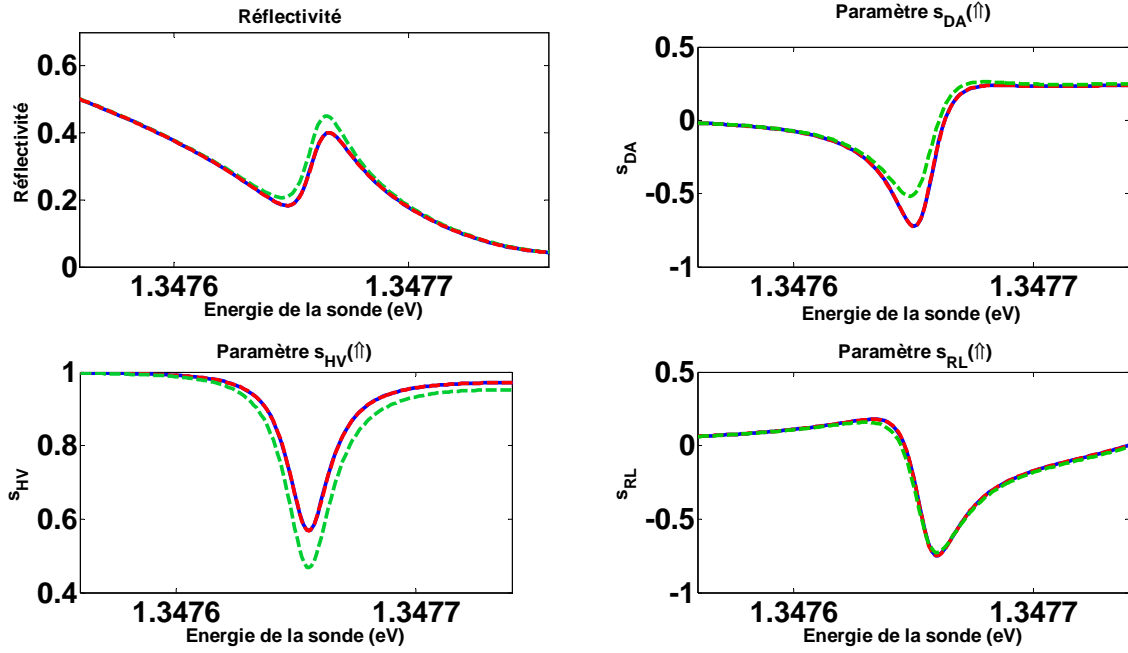 Réflectivité
Réflectivité
0.6
0.4
0.2
0
1.3476
1.3477
Energie de la sonde (eV)
Paramètre s_DA(⇑)
s_DA
0.5
0
-0.5
-1
1.3476
1.3477
Energie de la sonde (eV)
Paramètre s_HV(⇑)
s_HV
1
0.8
0.6
0.4
1.3476
1.3477
Energie de la sonde (eV)
Paramètre s_RL(⇑)
s_RL
0.5
0
-0.5
-1
1.3476
1.3477
Energie de la sonde (eV)